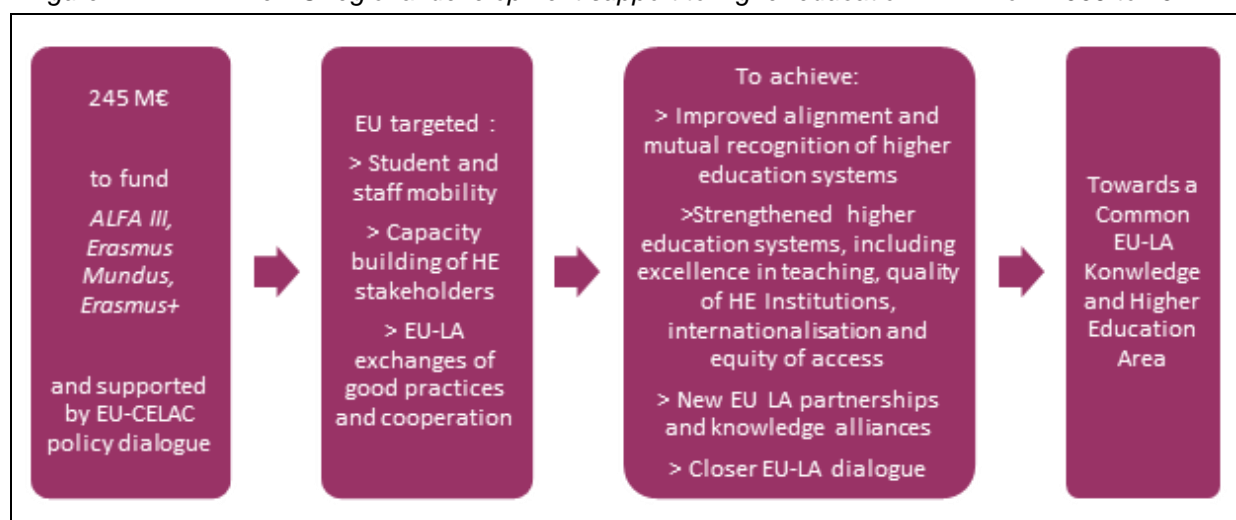 245 M€
to fund
ALFA III,
Erasmus
Mundus,
Erasmus+
and supported
by EU-CELAC
policy dialogue
EU targeted :
> Student and
staff mobility
> Capacity
building of HE
stakeholders
> EU-LA
exchanges of
good practices
and cooperation
To achieve:
> Improved alignment and
mutual recognition of higher
education systems
>Strengthened higher
education systems, including
excellence in teaching, quality
of HE Institutions,
internationalisation and
equity of access
> New EU LA partnerships
and knowledge alliances
> Closer EU-LA dialogue
Towards a
Common
EU-LA
Konwledge
and Higher
Education
Area